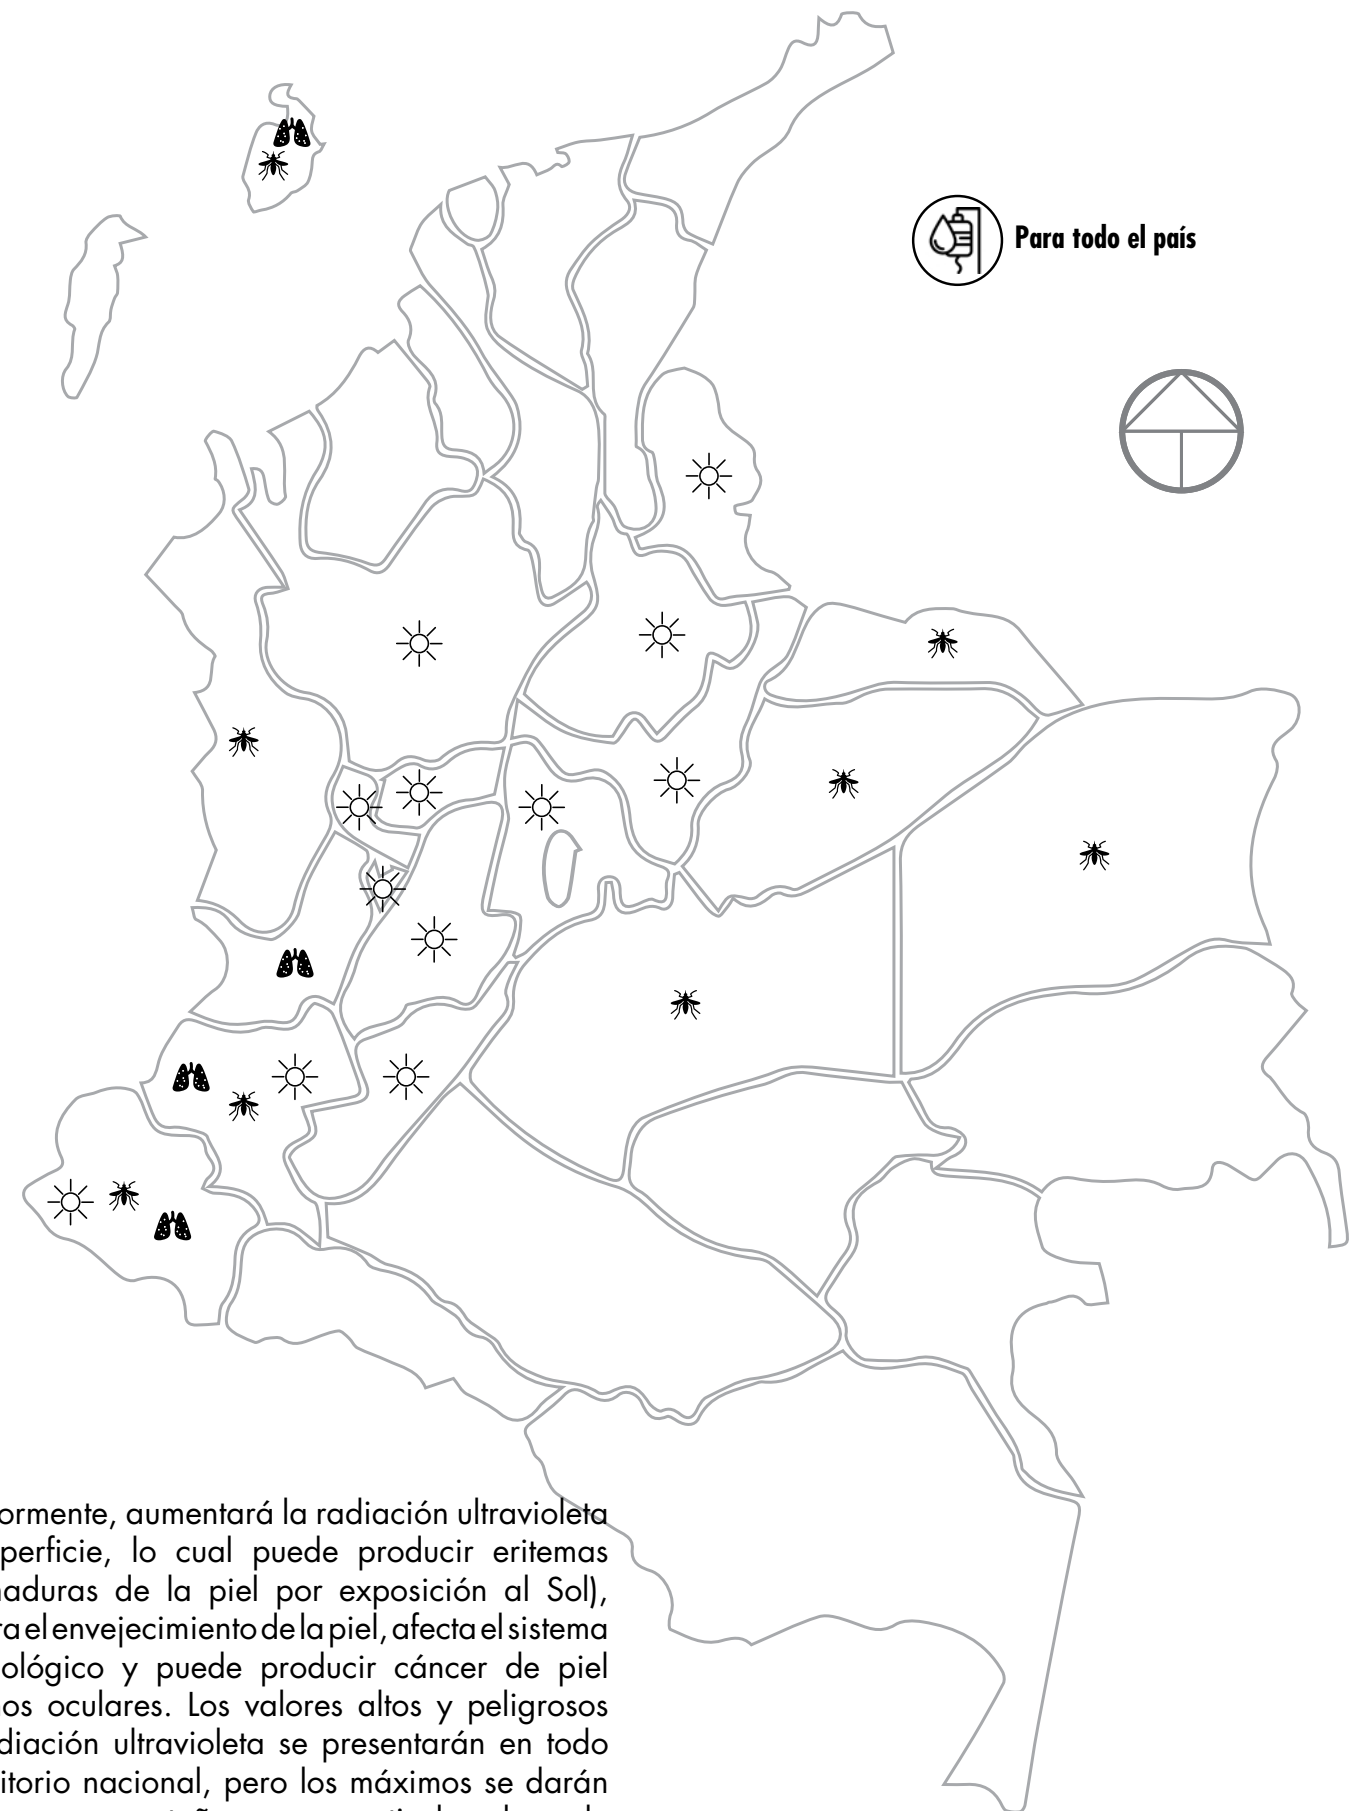 Para todo el país
ormente, aumentará la radiación ultravioleta
perficie, lo cual puede producir eritemas
naduras de la piel por exposición al Sol),
ra el envejecimiento de la piel, afecta el sistema
ológico y puede producir cáncer de piel
nos oculares. Los valores altos y peligrosos
diación ultravioleta se presentarán en todo
itorio nacional, pero los máximos se darán